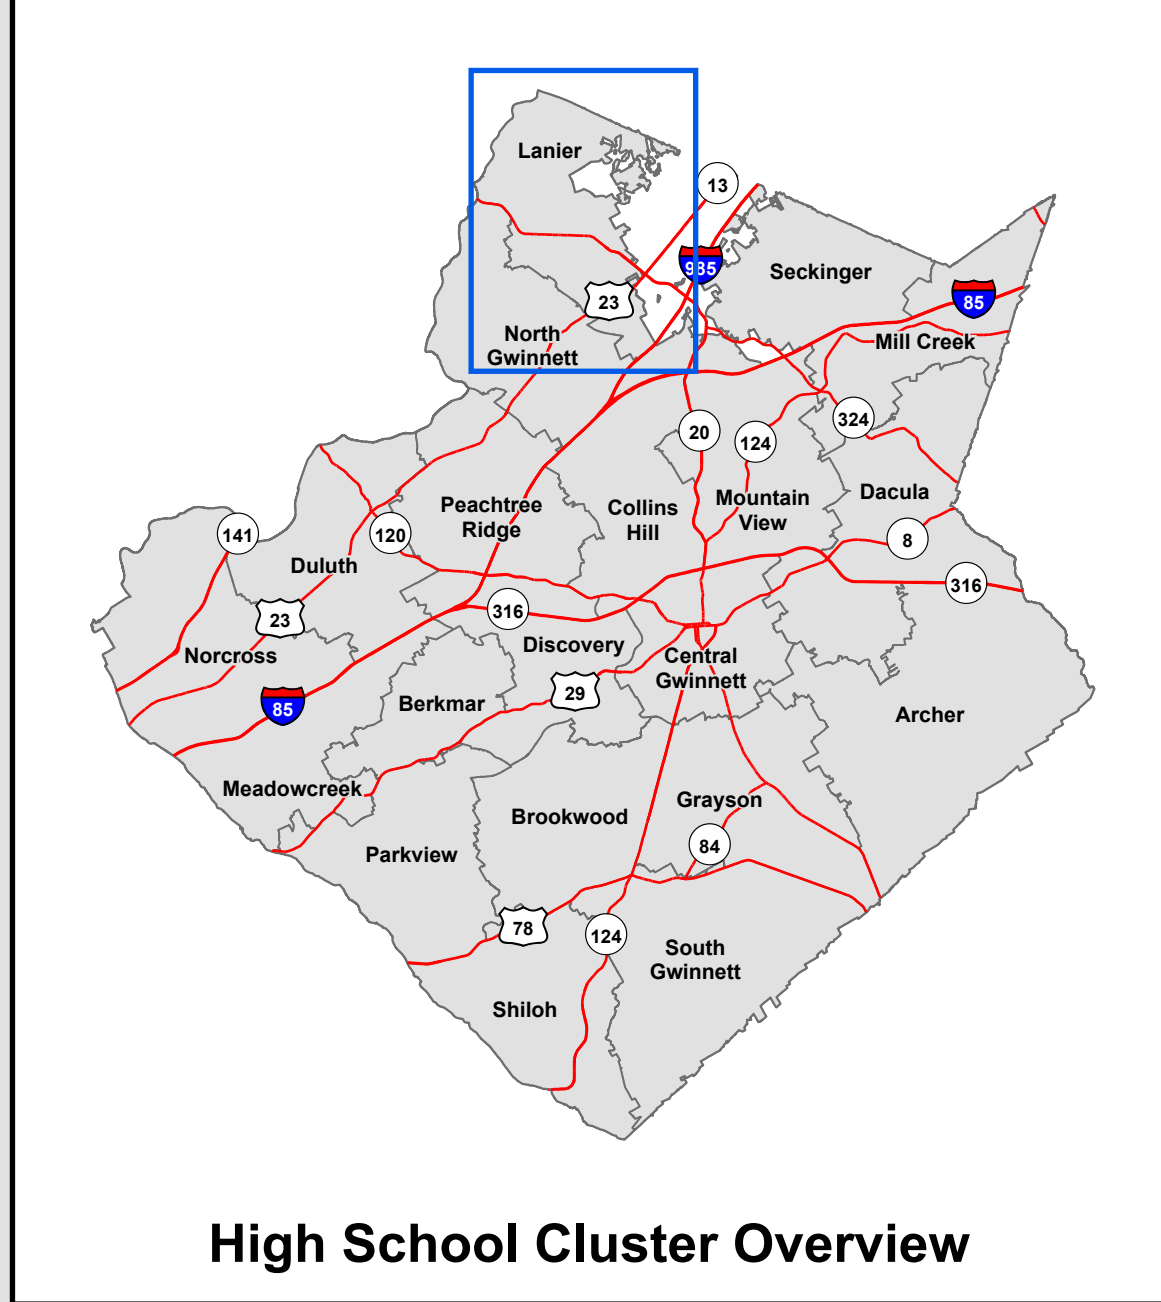 Lanier
13
985
Seckinger
85
23
North
Gwinnett
Mill Creek
324
20
124
Peachtree
Ridge
Collins
Hill
Mountain
View
Dacula
141
120
8
Duluth
316
316
23
Discovery
Norcross
Central
Gwinnett
29
Berkmar
85
Archer
Meadowcreek
Brookwood
Grayson
84
Parkview
78
124
South
Gwinnett
Shiloh
High School Cluster Overview